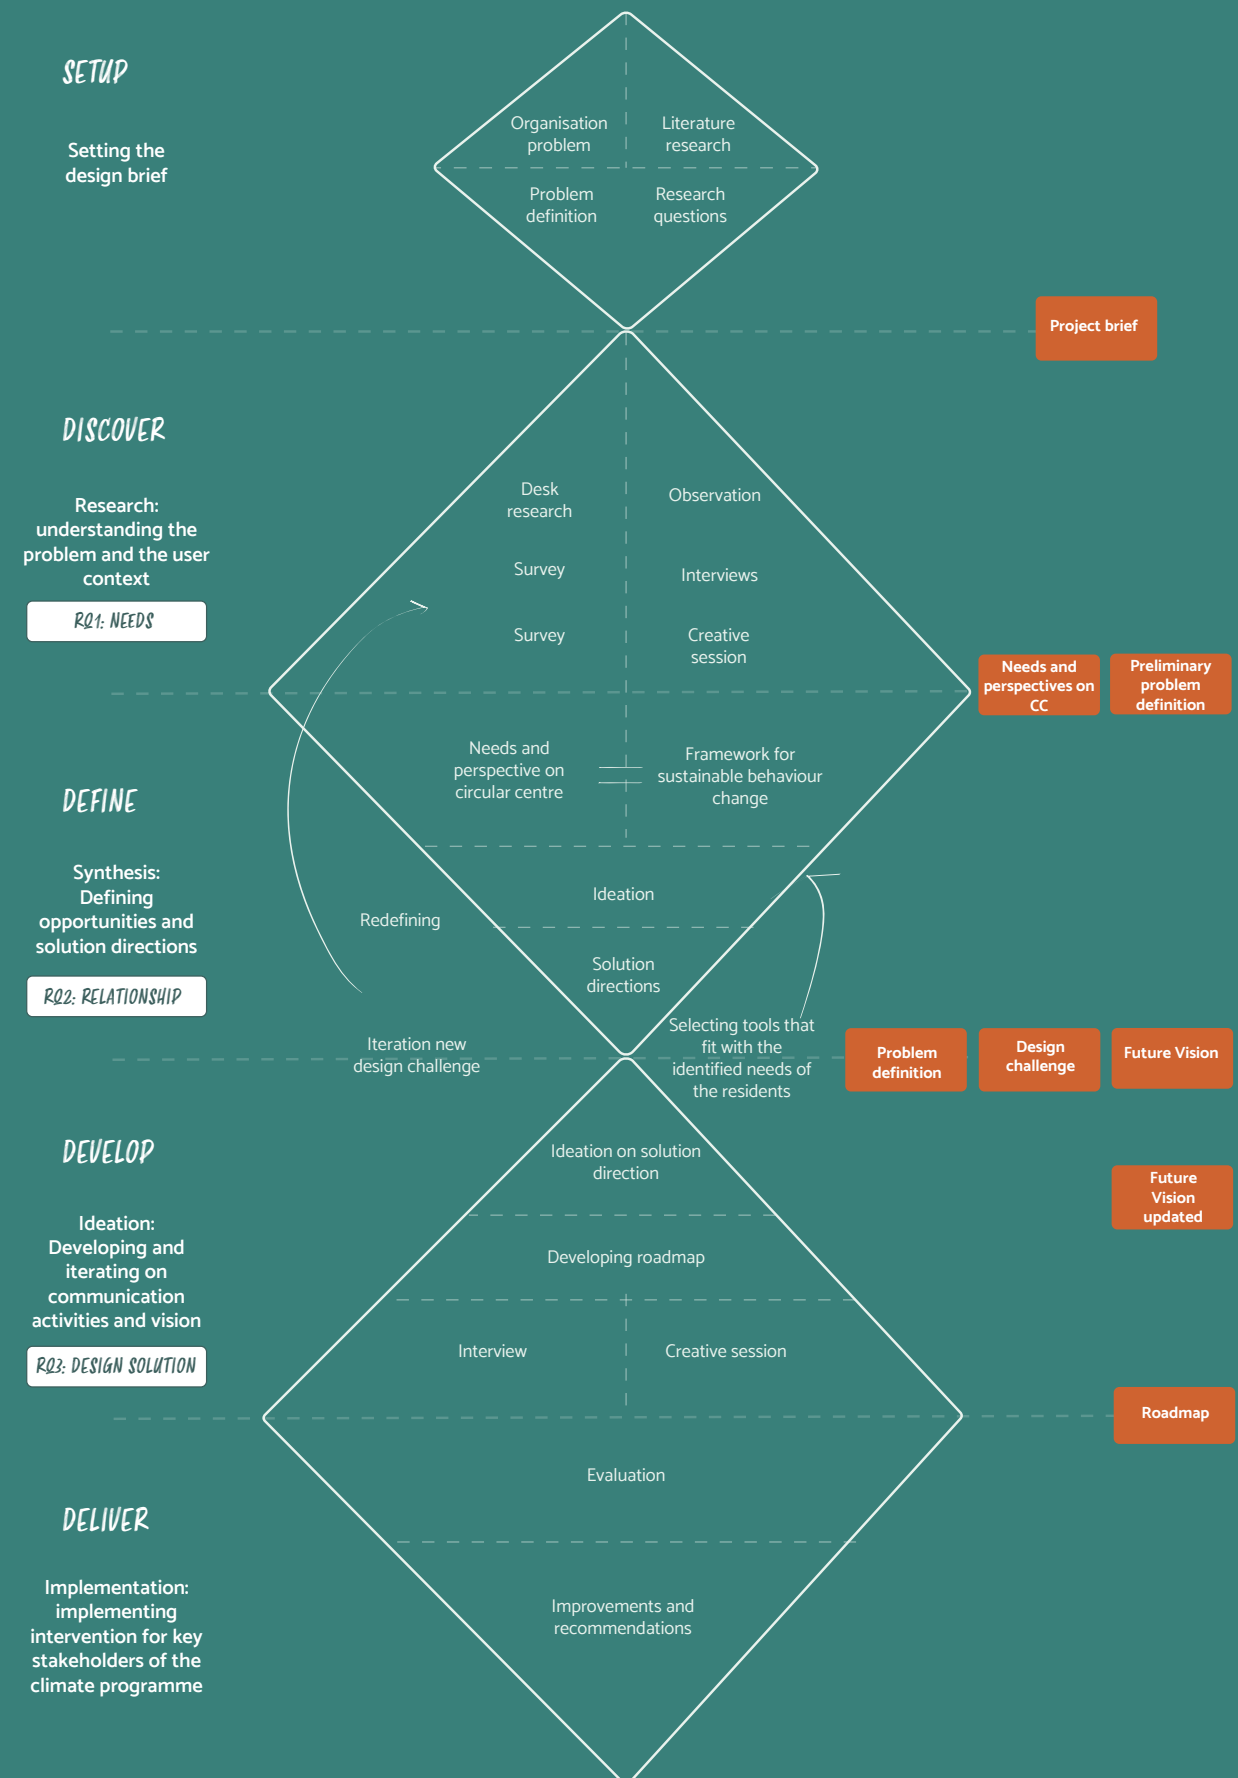 SETUP
Setting the
design brief
Organisation
problem
Literature
research
Problem
definition
Research
questions
Project brief
DISCOVER
Research:
understanding the
problem and the user
context
RQ1: NEEDS
Desk
research
Observation
Survey
Interviews
Survey
Creative
session
Needs and
perspectives on
CC
Preliminary
problem
definition
DEFINE
Synthesis:
Defining
opportunities and
solution directions
RQ2: RELATIONSHIP
Needs and
perspective on
circular centre
Framework for
sustainable behaviour
change
Ideation
Redefining
Solution
directions
Iteration new
design challenge
Selecting tools that
fit with the
identified needs of
the residents
Problem
definition
Design
challenge
Future Vision
DEVELOP
Ideation:
Developing and
iterating on
communication
activities and vision
RQ3: DESIGN SOLUTION
Ideation on solution
direction
Future
Vision
updated
Developing roadmap
Interview
Creative session
Roadmap
DELIVER
Implementation:
implementing
intervention for key
stakeholders of the
climate programme
Evaluation
Improvements and
recommendations